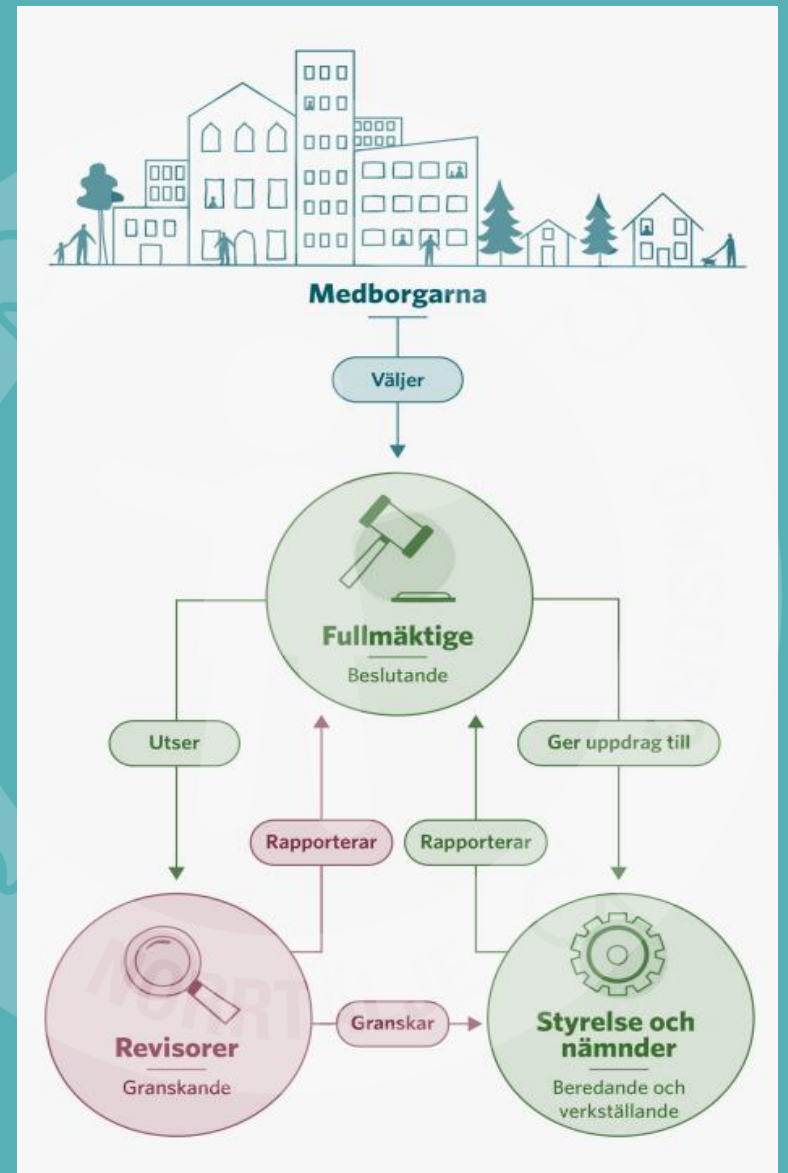 Medborgarna
Väljer
Fullmäktige
Beslutande
Utser
Ger uppdrag till
Rapporterar
Rapporterar
Revisorer
Granskande
Granskar
Styrelse och
nämnder
Beredande och
verkställande